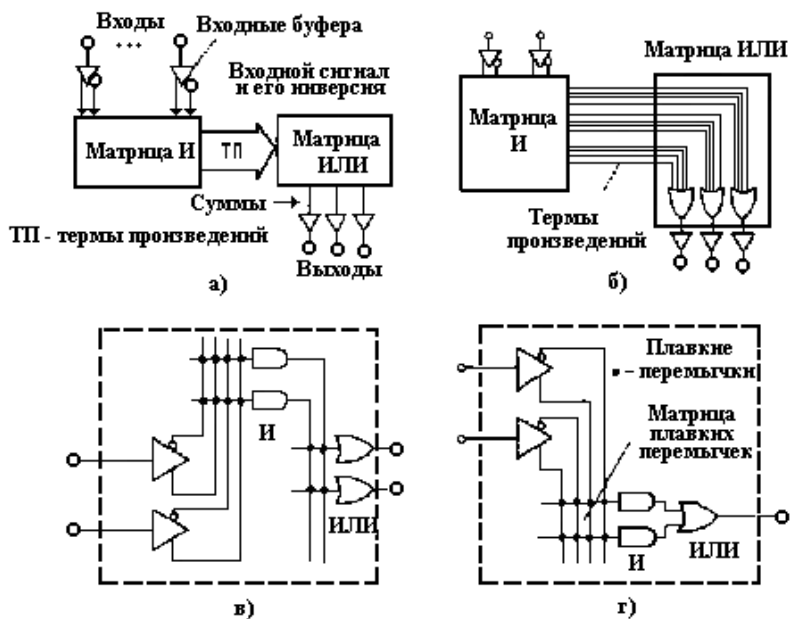 Входы
• • •
Входные буфера
Входной сигнал
и его инверсия
Матрица И
ТП
Матрица
ИЛИ
Суммы
ТП - термы произведений
Выходы
а)
Матрица ИЛИ
Матрица
И
Термы
произведений
б)
И
ИЛИ
в)
Плавкие
- перемычки
Матрица
плавких
перемычек
И
ИЛИ
г)